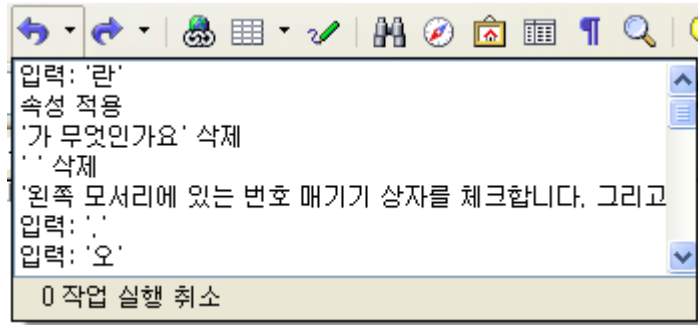 입력: '란'
속성 적용
'가 무엇인가요' 삭제
' ' 삭제
'왼쪽 모서리에 있는 번호 매기기 상자를 체크합니다. 그리고
입력: '.'
입력: '오'
0 작업 실행 취소